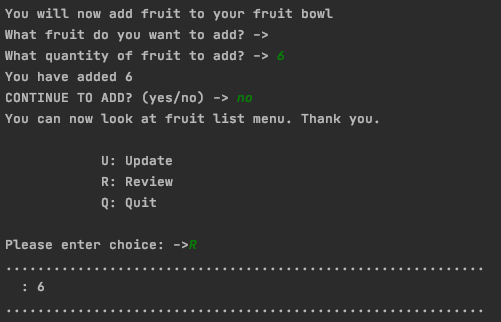 You will now add fruit to your fruit bowl
What fruit do you want to add? ->
What quantity of fruit to add? -> 6
You have added 6
CONTINUE TO ADD? (yes/no) -> no
You can now look at fruit list menu. Thank you.
U: Update
R: Review
Q: Quit
Please enter choice: ->R
............................................................
: 6
............................................................